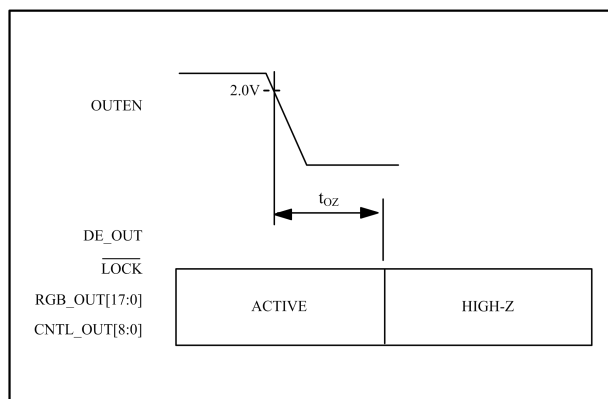 2.0V
OUTEN
tOZ
DE_OUT
LOCK
RGB_OUT[17:0]
ACTIVE
HIGH-Z
CNTL_OUT[8:0]